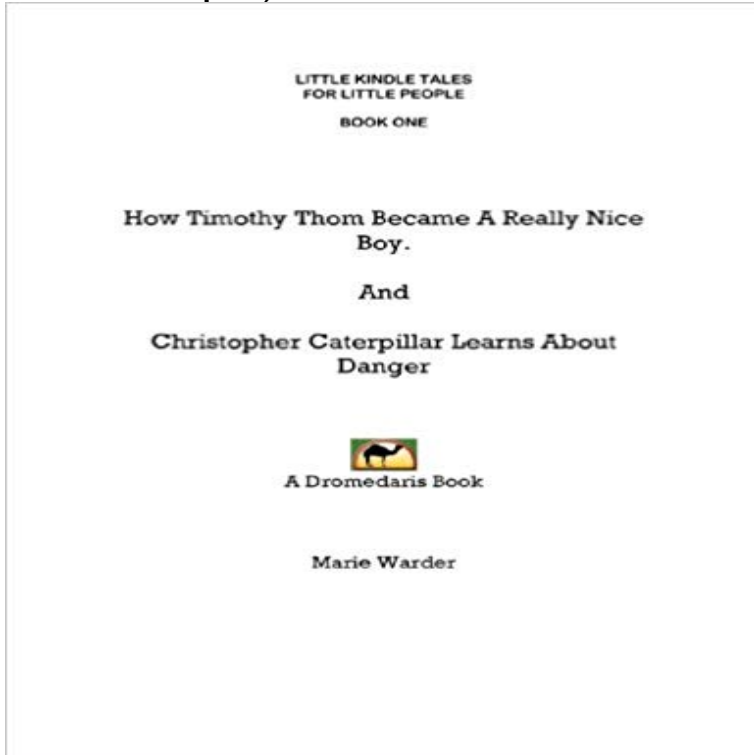 LITTLE KINDLE TALES
FOR LITTLE PEOPLE
BOOK ONE
How Timothy Thom Became A Really Nice
Boy.
And
Christopher Caterpillar Learns About
Danger
A Dromedaris Book
Marie Warder